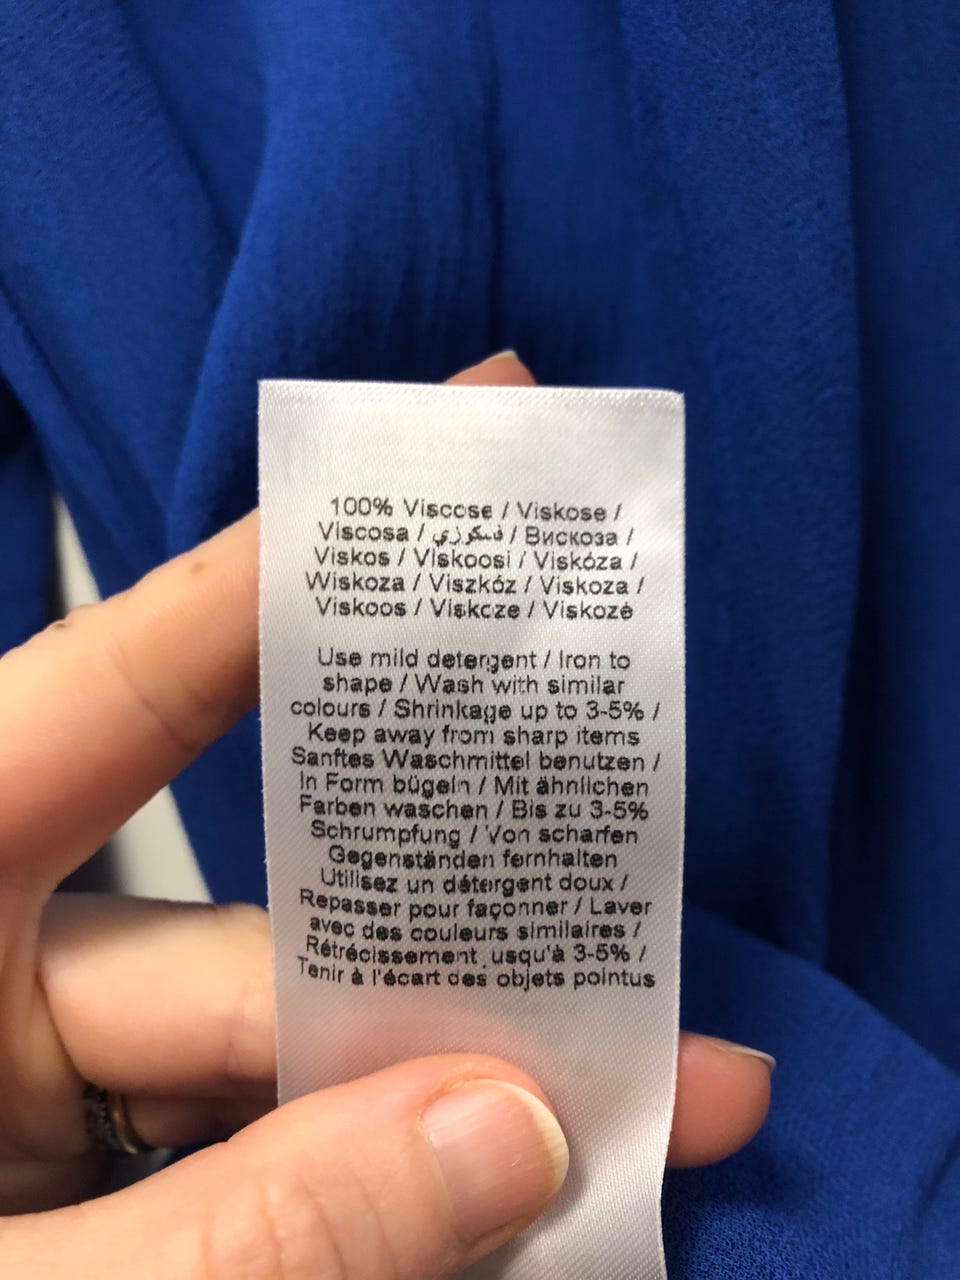 100% Viscose / Viskose /
Viscosa / فسكوزي / Вискоза /
Viskos / Viskoosi / Viskóza /
Wiskoza / Viszkóz / Viskoza /
Viskoos / Viskoze / Viskozė
Use mild detergent / Iron to
shape / Wash with similar
colours / Shrinkage up to 3-5% /
Keep away from sharp items
Sanftes Waschmittel benutzen /
In Form bügeln / Mit ähnlichen
Farben waschen / Bis zu 3-5%
Schrumpfung / Von scharfen
Gegenständen fernhalten
Utilisez un détergent doux /
Repasser pour façonner / Laver
avec des couleurs similaires /
Rétrécissement jusqu'à 3-5% /
Tenir à l'écart des objets pointus